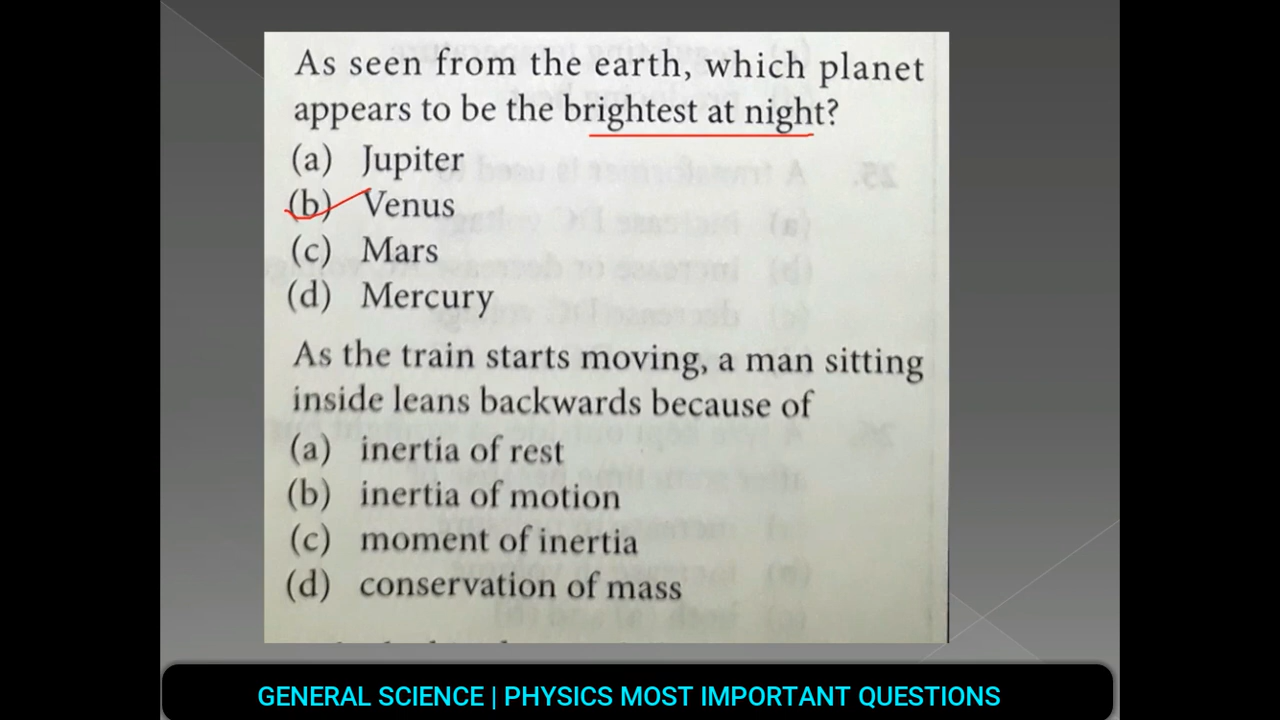 As seen from the earth, which planet
appears to be the brightest at night?
(a) Jupiter
(b) Venus
(c) Mars
(d) Mercury
As the train starts moving, a man sitting
inside leans backwards because of
(a) inertia of rest
(b) inertia of motion
(c) moment of inertia
(d) conservation of mass
GENERAL SCIENCE | PHYSICS MOST IMPORTANT QUESTIONS